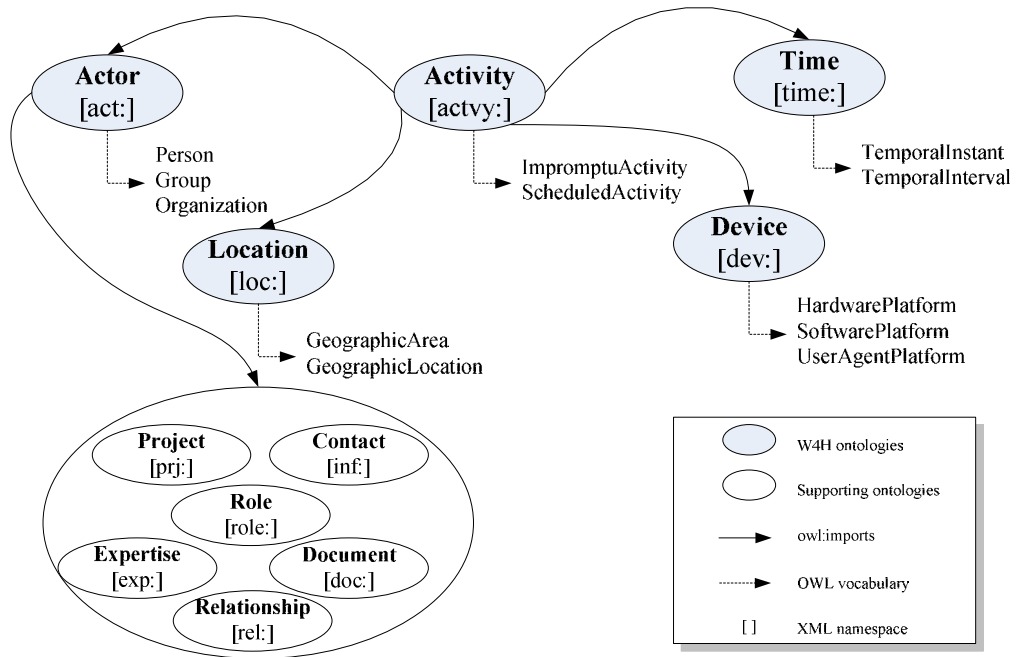 Actor
[act:]
Activity
[actvy:]
Time
[time:]
Person
Group
Organization
ImpromptuActivity
ScheduledActivity
TemporalInstant
TemporalInterval
Location
[loc:]
Device
[dev:]
GeographicArea
GeographicLocation
HardwarePlatform
SoftwarePlatform
UserAgentPlatform
Project
[prj:]
Contact
[inf:]
Role
[role:]
Expertise
[exp:]
Document
[doc:]
Relationship
[rel:]
W4H ontologies
Supporting ontologies
owl:imports
OWL vocabulary
[ ] XML namespace